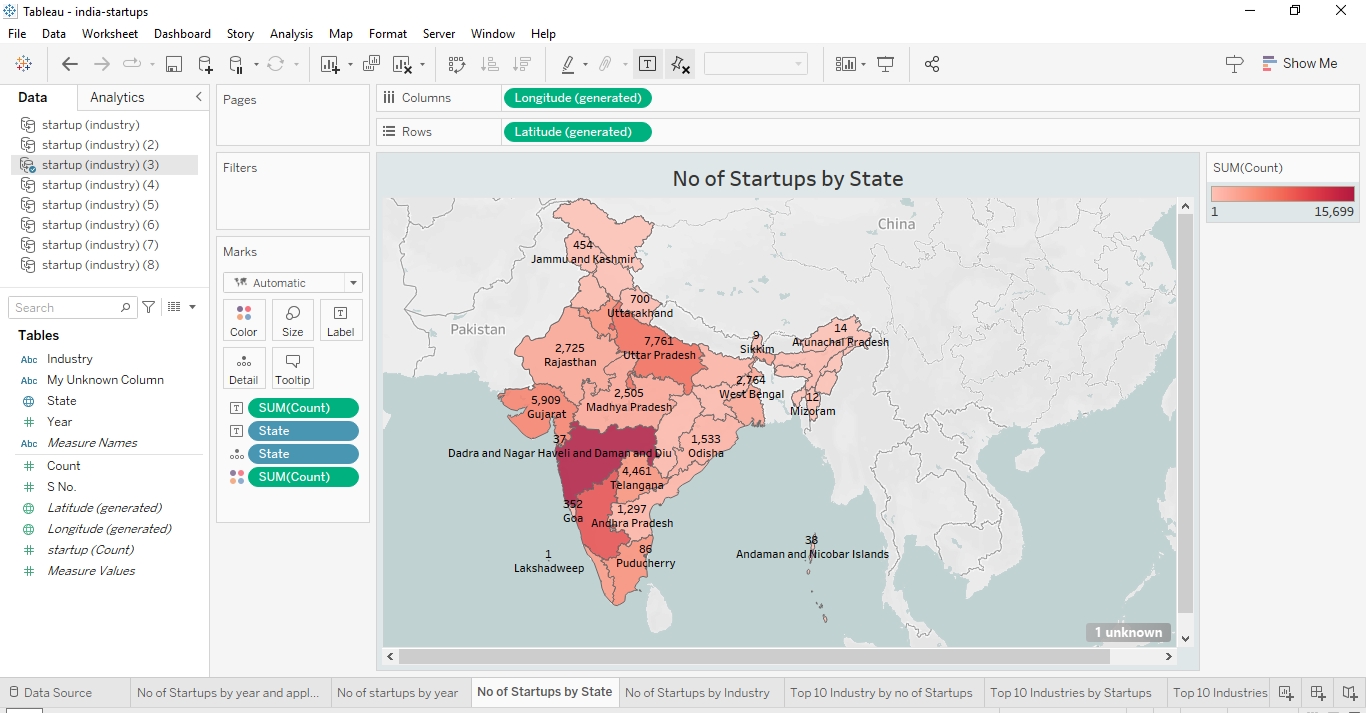 Tableau - india-startups
File Data Worksheet Dashboard Story Analysis Map Format Server Window Help
Show Me
Data Analytics
startup (industry)
startup (industry) (2)
startup (industry) (3)
startup (industry) (4)
startup (industry) (5)
startup (industry) (6)
startup (industry) (7)
startup (industry) (8)
Search
Tables
Abc Industry
Abc My Unknown Column
State
# Year
Abc Measure Names
# Count
# S No.
Latitude (generated)
Longitude (generated)
# startup (Count)
# Measure Values
Pages
Filters
Marks
Automatic
Color Size Label
Detail Tooltip
SUM(Count)
State
State
SUM(Count)
Columns Longitude (generated)
Rows Latitude (generated)
No of Startups by State
China
Pakistan
454
Jammu and Kashmir
700
Uttarakhand
7,761
Uttar Pradesh
2,725
Rajasthan
9
Sikkim
14
Arunachal Pradesh
2,764
West Bengal
12
Mizoram
5,909
Gujarat
2,505
Madhya Pradesh
37
Dadra and Nagar Haveli and Daman and Diu
1,533
Odisha
4,461
Telangana
352
Goa
1,297
Andhra Pradesh
86
Puducherry
1
Lakshadweep
38
Andaman and Nicobar Islands
1 unknown
SUM(Count)
1 15,699
Data Source
No of Startups by year and appl...
No of startups by year
No of Startups by State
No of Startups by Industry
Top 10 Industry by no of Startups
Top 10 Industries by Startups
Top 10 Industries